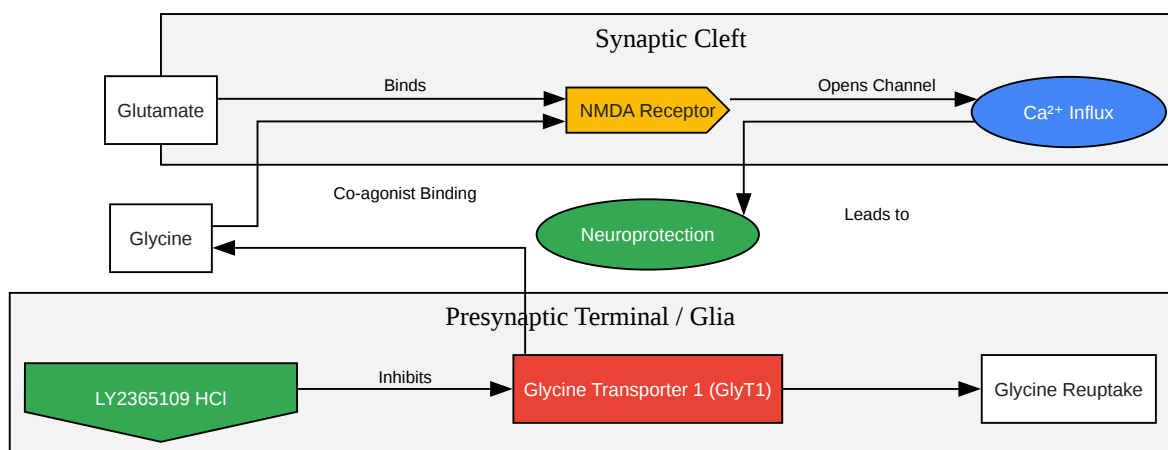 Synaptic Cleft
Binds
Opens Channel
Glutamate
NMDA Receptor
Ca²⁺ Influx
Co-agonist Binding
Leads to
Glycine
Neuroprotection
Presynaptic Terminal / Glia
Inhibits
LY2365109 HCl
Glycine Transporter 1 (GlyT1)
Glycine Reuptake